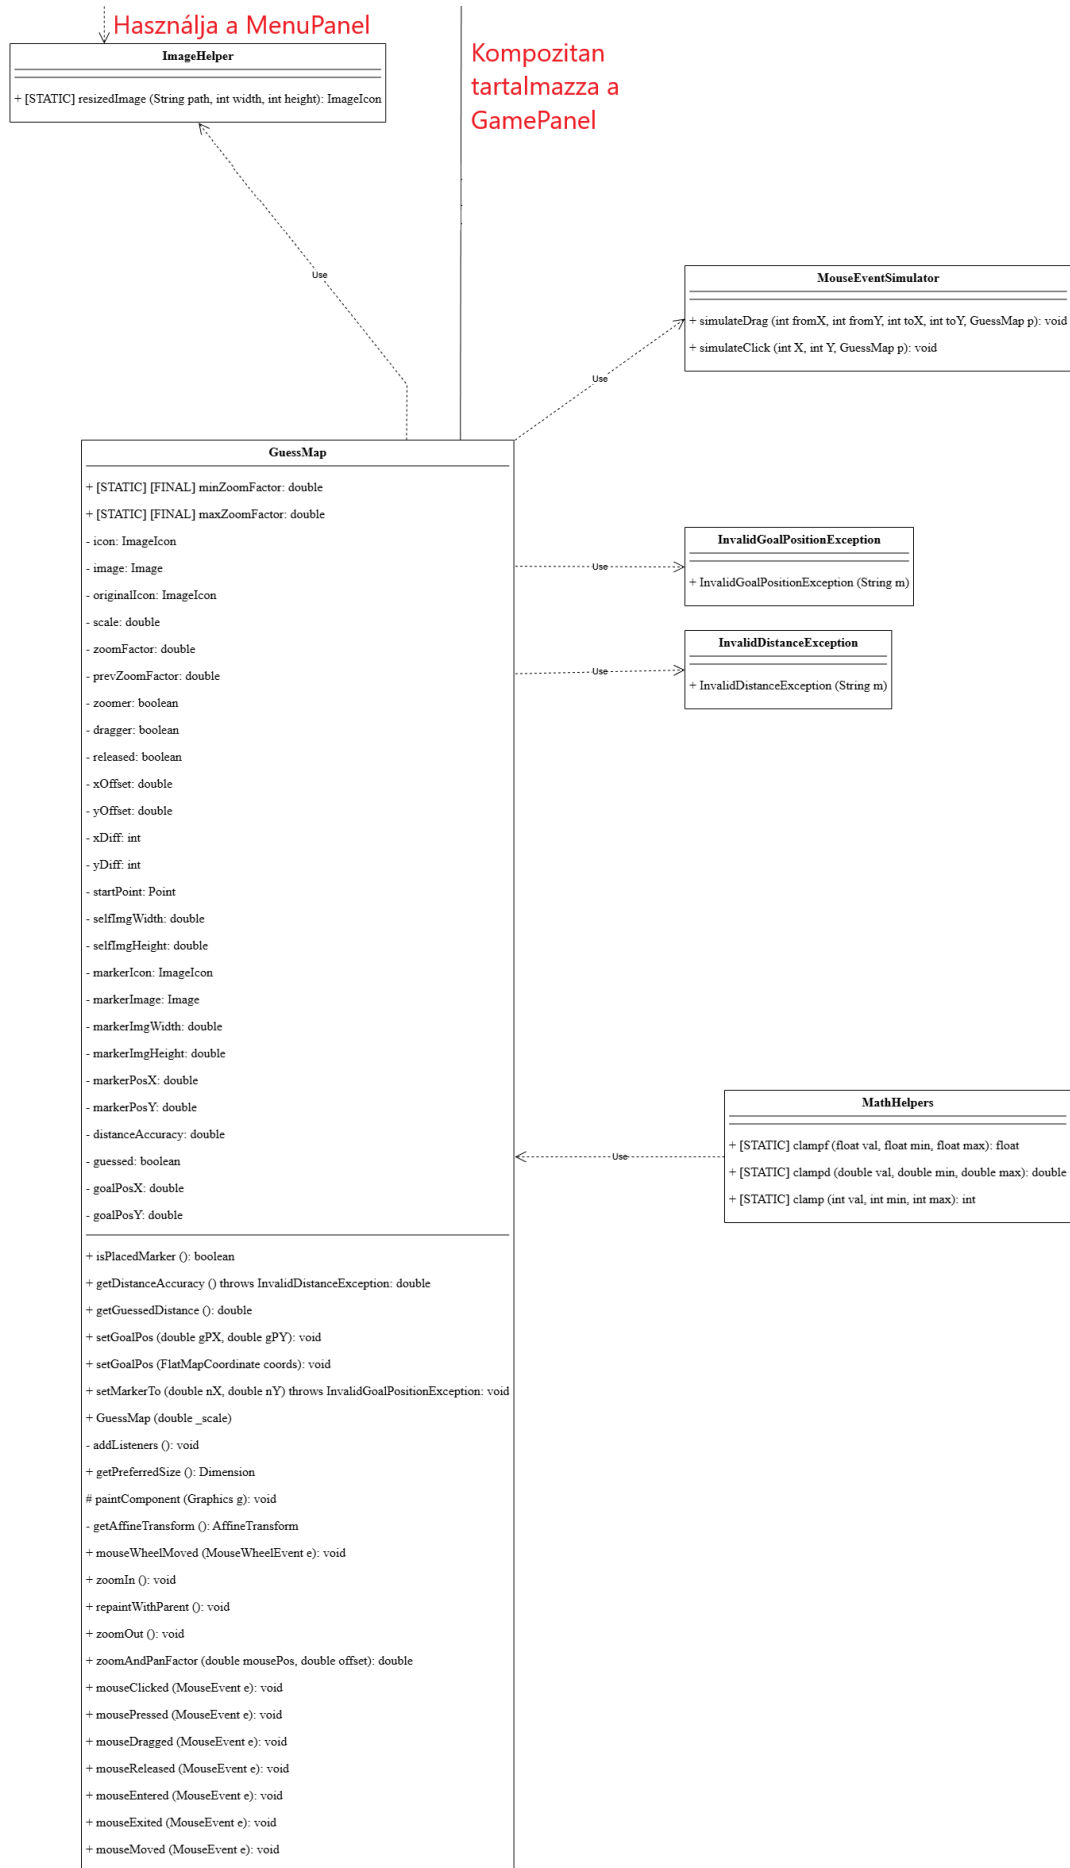 Használja a MenuPanel
ImageHelper
+ [STATIC] resizedImage (String path, int width, int height): ImageIcon
Kompozitan
tartalmazza a
GamePanel
Use
MouseEventSimulator
+ simulateDrag (int fromX, int fromY, int toX, int toY, GuessMap p): void
+ simulateClick (int X, int Y, GuessMap p): void
Use
GuessMap
+ [STATIC] [FINAL] minZoomFactor: double
+ [STATIC] [FINAL] maxZoomFactor: double
- icon: ImageIcon
- image: Image
- originalIcon: ImageIcon
- scale: double
- zoomFactor: double
- prevZoomFactor: double
- zoomer: boolean
- dragger: boolean
- released: boolean
- xOffset: double
- yOffset: double
- xDiff: int
- yDiff: int
- startPoint: Point
- selfImgWidth: double
- selfImgHeight: double
- markerIcon: ImageIcon
- markerImage: Image
- markerImgWidth: double
- markerImgHeight: double
- markerPosX: double
- markerPosY: double
- distanceAccuracy: double
- guessed: boolean
- goalPosX: double
- goalPosY: double
+ isPlacedMarker (): boolean
+ getDistanceAccuracy () throws InvalidDistanceException: double
+ getGuessedDistance (): double
+ setGoalPos (double gPX, double gPY): void
+ setGoalPos (FlatMapCoordinate coords): void
+ setMarkerTo (double nX, double nY) throws InvalidGoalPositionException: void
+ GuessMap (double _scale)
- addListeners (): void
+ getPreferredSize (): Dimension
# paintComponent (Graphics g): void
- getAffineTransform (): AffineTransform
+ mouseWheelMoved (MouseWheelEvent e): void
+ zoomIn (): void
+ repaintWithParent (): void
+ zoomOut (): void
+ zoomAndPanFactor (double mousePos, double offset): double
+ mouseClicked (MouseEvent e): void
+ mousePressed (MouseEvent e): void
+ mouseDragged (MouseEvent e): void
+ mouseReleased (MouseEvent e): void
+ mouseEntered (MouseEvent e): void
+ mouseExited (MouseEvent e): void
+ mouseMoved (MouseEvent e): void
Use
InvalidGoalPositionException
+ InvalidGoalPositionException (String m)
Use
InvalidDistanceException
+ InvalidDistanceException (String m)
Use
MathHelpers
+ [STATIC] clampf (float val, float min, float max): float
+ [STATIC] clampd (double val, double min, double max): double
+ [STATIC] clamp (int val, int min, int max): int